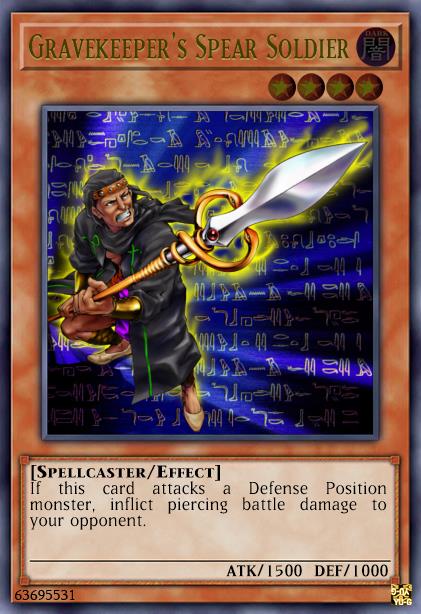 Gravekeeper's Spear Soldier
DARK
闇
[Spellcaster/Effect]
If this card attacks a Defense Position
monster, inflict piercing battle damage to
your opponent.
ATK/1500 DEF/1000
63695531